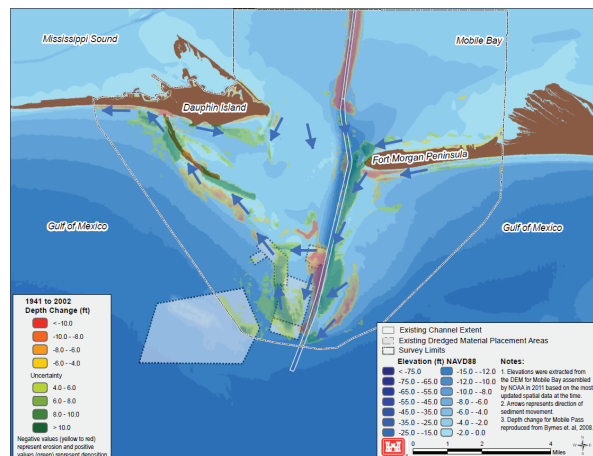 Mississippi Sound
Mobile Bay
Dauphin Island
Fort Morgan Peninsula
Gulf of Mexico
Gulf of Mexico
1941 to 2002
Depth Change (ft)
< -10.0
-10.0 - -8.0
-8.0 - -6.0
-6.0 - -4.0
Uncertainty
4.0 - 6.0
6.0 - 8.0
8.0 - 10.0
> 10.0
Negative values (yellow to red)
represent erosion and positive
values (green) represent deposition
Existing Channel Extent
Existing Dredged Material Placement Areas
Survey Limits
Elevation (ft) NAVD88
< -75.0
-75.0 - -65.0
-65.0 - -55.0
-55.0 - -45.0
-45.0 - -35.0
-35.0 - -25.0
-25.0 - -15.0
-15.0 - -12.0
-12.0 - -10.0
-10.0 - -8.0
-8.0 - -6.0
-6.0 - -4.0
-4.0 - -2.0
-2.0 - 0.0
Notes:
1. Elevations were extracted from
the DEM for Mobile Bay assembled
by NOAA in 2011 based on the most
updated spatial data at the time.
2. Arrows represents direction of
sediment movement.
3. Depth change for Mobile Pass
reproduced from Byrnes et. al, 2008.
0 1 2 4
Miles